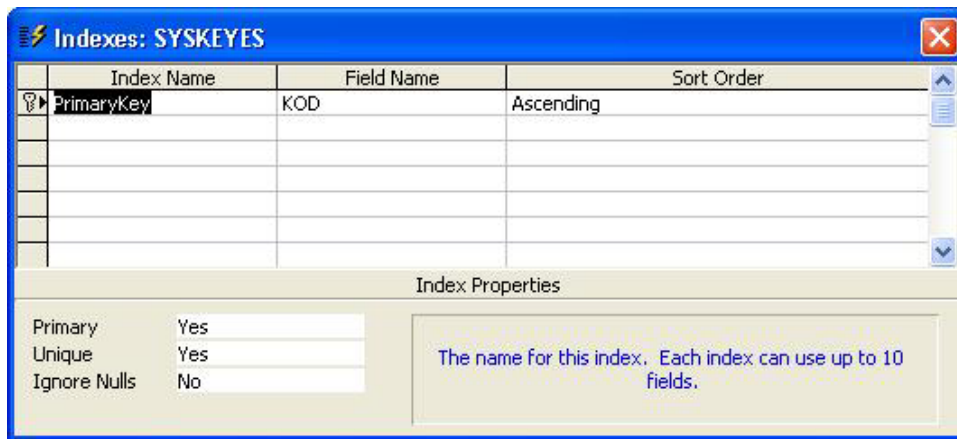 Indexes: SYSKEYES
Index Name Field Name Sort Order
PrimaryKey KOD Ascending
Index Properties
Primary Yes
Unique Yes
Ignore Nulls No
The name for this index. Each index can use up to 10
fields.